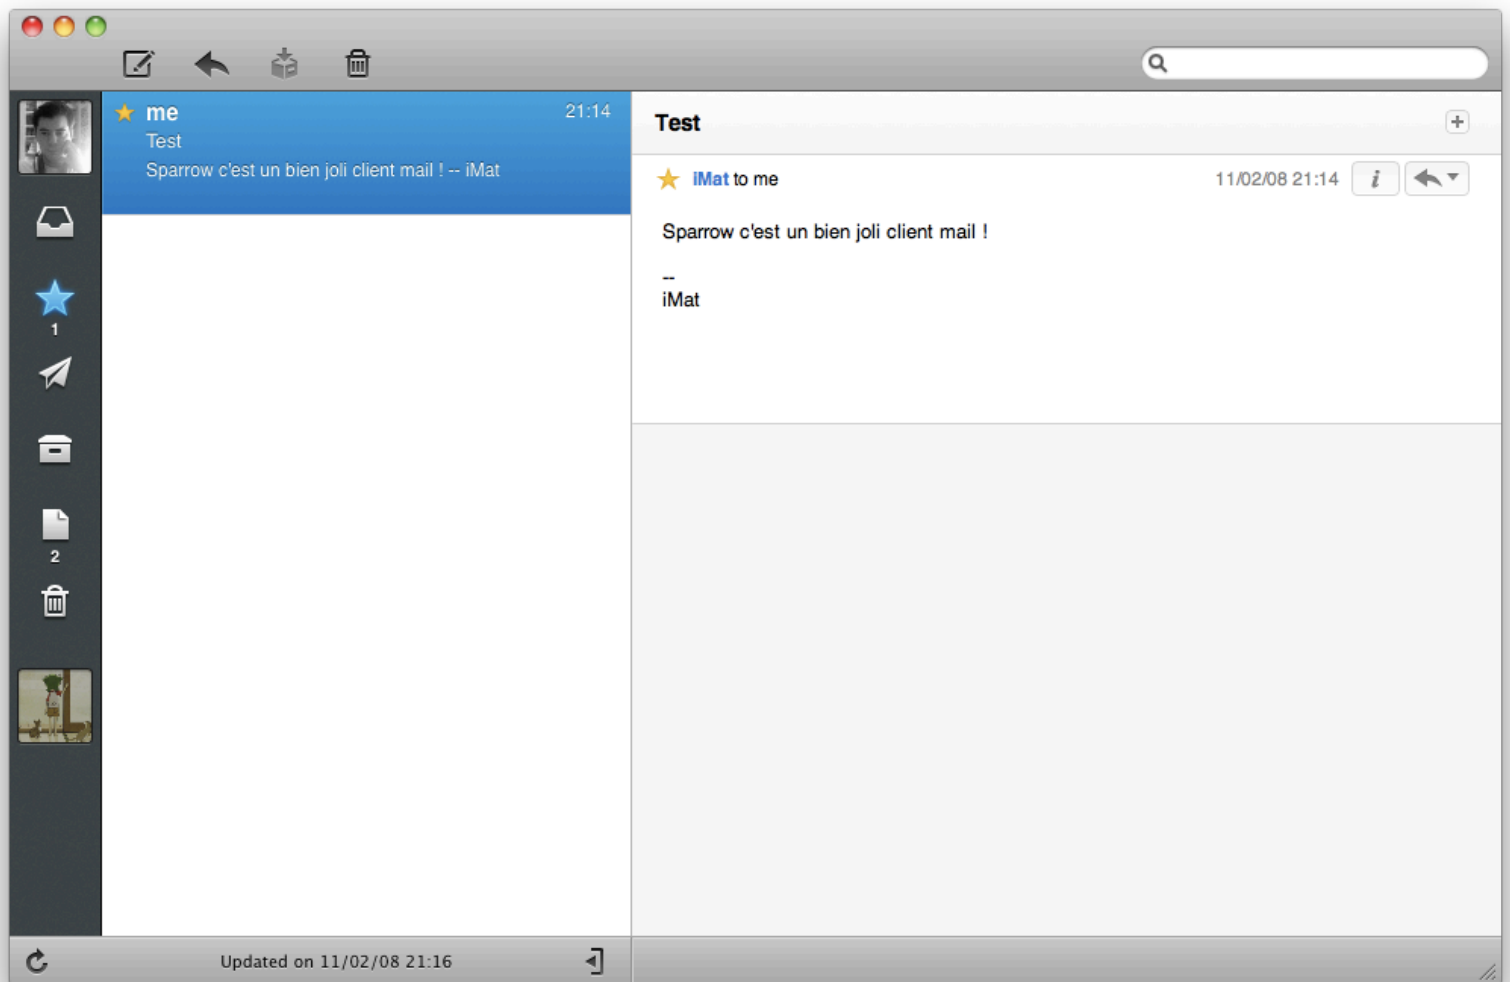 me
21:14
Test
Sparrow c'est un bien joli client mail ! -- iMat
1
2
Test
iMat to me
11/02/08 21:14
i
Sparrow c'est un bien joli client mail !
--
iMat
Updated on 11/02/08 21:16